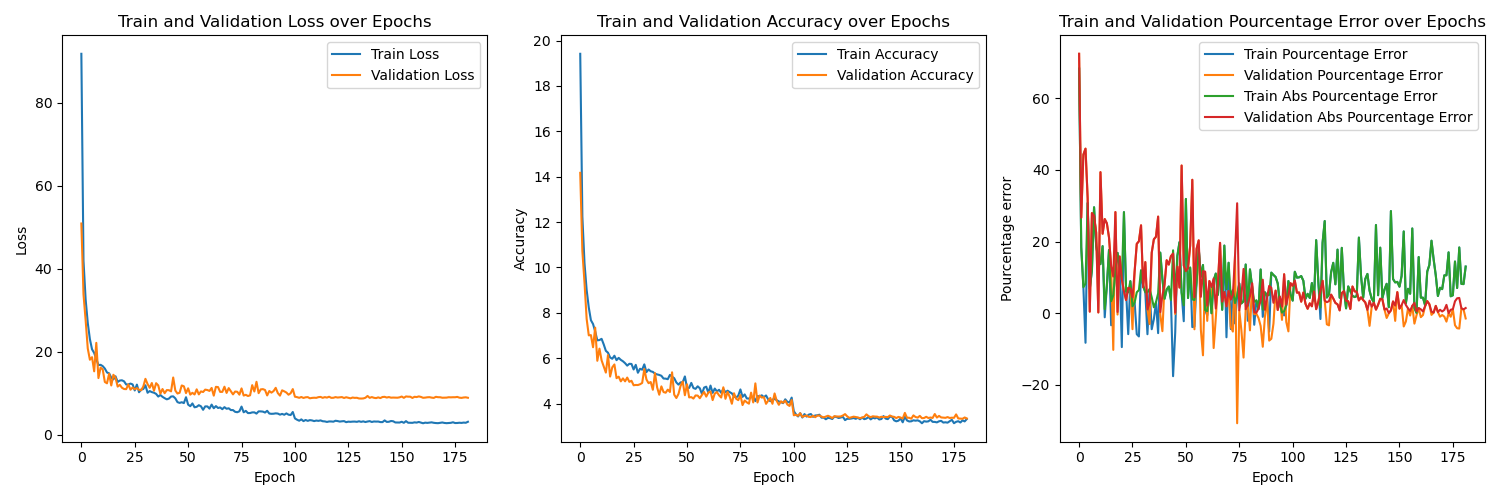 Train and Validation Loss over Epochs
Train Loss
Validation Loss
80
60
40
20
0
Loss
0 25 50 75 100 125 150 175
Epoch
Train and Validation Accuracy over Epochs
Train Accuracy
Validation Accuracy
20
18
16
14
12
10
8
6
4
Accuracy
0 25 50 75 100 125 150 175
Epoch
Train and Validation Pourcentage Error over Epochs
Train Pourcentage Error
Validation Pourcentage Error
Train Abs Pourcentage Error
Validation Abs Pourcentage Error
60
40
20
0
−20
Pourcentage error
0 25 50 75 100 125 150 175
Epoch